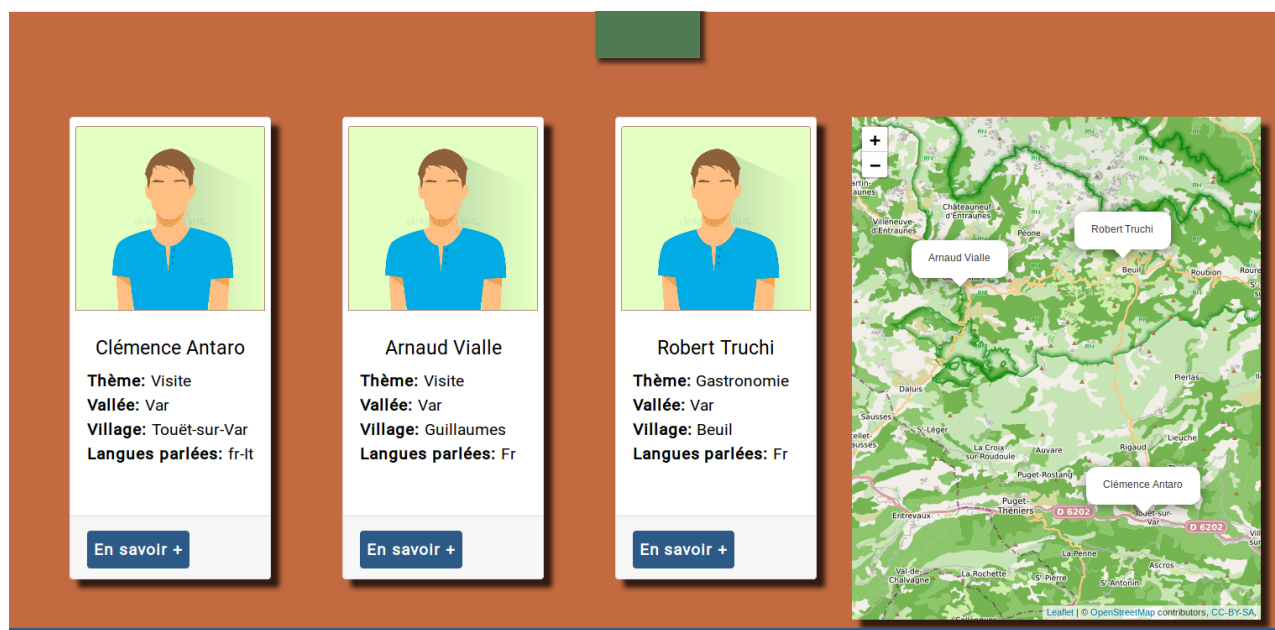 Clémence Antaro
Thème: Visite
Vallée: Var
Village: Touët-sur-Var
Langues parlées: fr-It
En savoir +
Arnaud Vialle
Thème: Visite
Vallée: Var
Village: Guillaumes
Langues parlées: Fr
En savoir +
Robert Truchi
Thème: Gastronomie
Vallée: Var
Village: Beuil
Langues parlées: Fr
En savoir +
+
−
RN
RN
RN
Châteauneuf-
d'Entraunes
Villeneuve-
d'Entraunes
Péone
Robert Truchi
Arnaud Vialle
Beuil
Roubion
Roure
RN
Daluis
Pierlas
Sausses
St-Léger
La Croix-
sur-Roudoule
Auvare
Rigaud
Lieuche
Puget-Rostang
Clémence Antaro
Puget-
Théniers
Entrevaux
D 6202
Touët-sur-
Var
D 6202
La Penne
Ascros
Val-de-
Chalvagne
La Rochette
St-Pierre
St-Antonin
Leaflet | © OpenStreetMap contributors, CC-BY-SA,